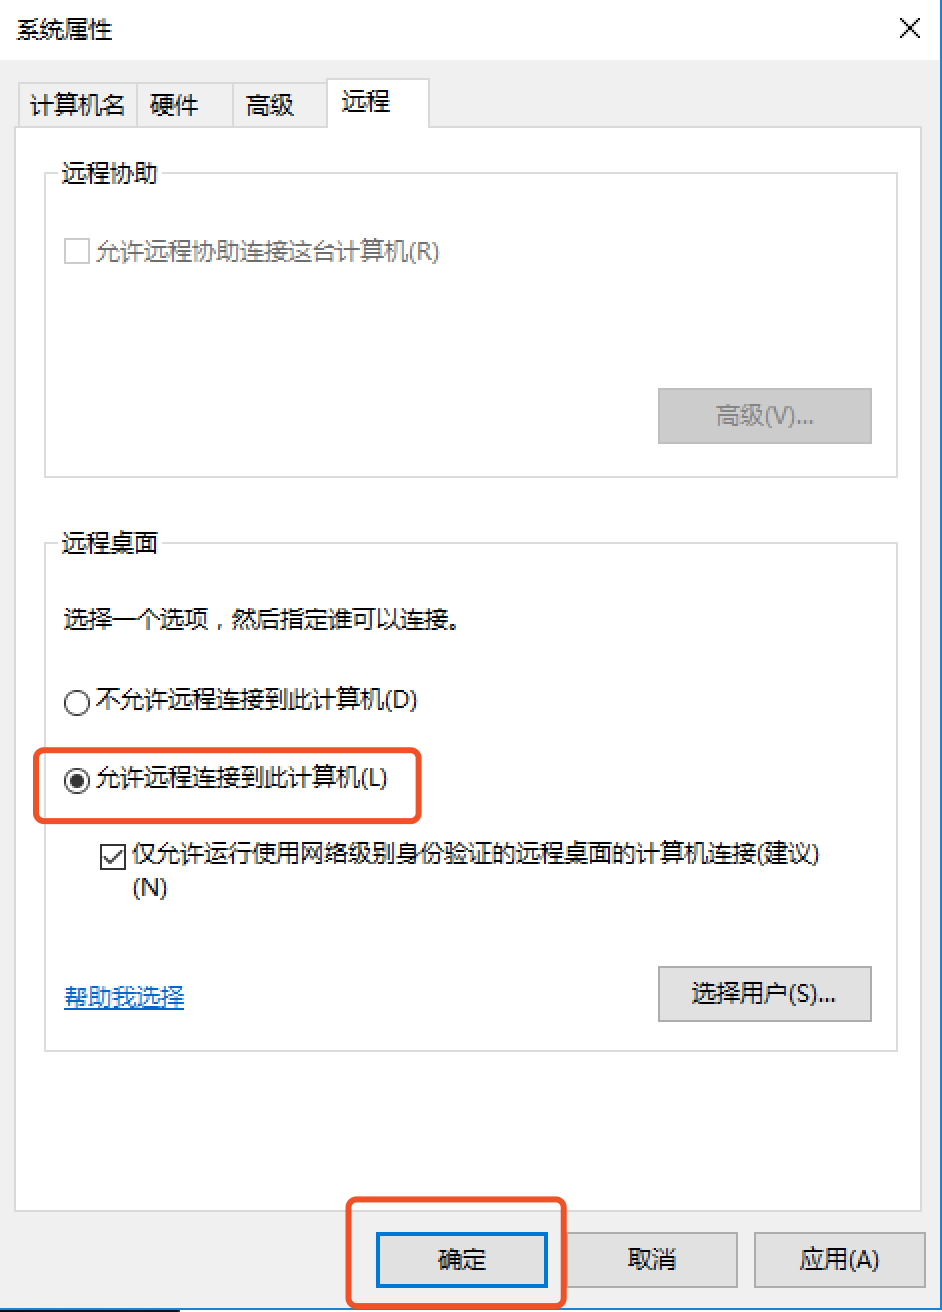 系统属性
计算机名 硬件 高级 远程
远程协助
允许远程协助连接这台计算机(R)
高级(V)...
远程桌面
选择一个选项，然后指定谁可以连接。
不允许远程连接到此计算机(D)
允许远程连接到此计算机(L)
仅允许运行使用网络级别身份验证的远程桌面的计算机连接(建议)
(N)
帮助我选择 选择用户(S)...
确定 取消 应用(A)